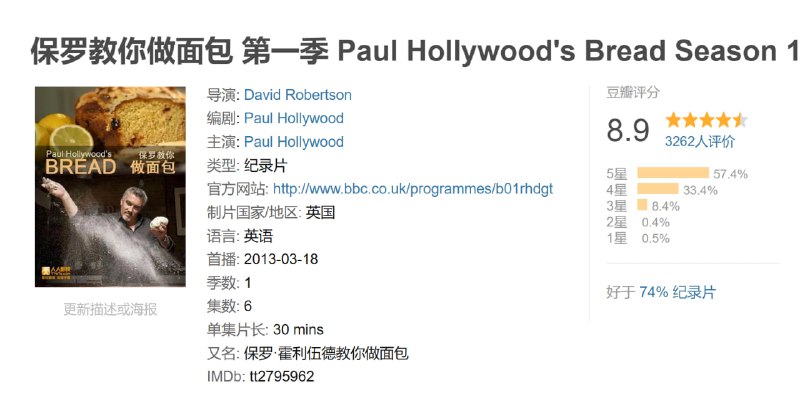 保罗教你做面包 第一季 Paul Hollywood's Bread Season 1
Paul Hollywood's
BREAD
保罗教你
做面包
人人影视
更新描述或海报
导演: David Robertson
编剧: Paul Hollywood
主演: Paul Hollywood
类型: 纪录片
官方网站: http://www.bbc.co.uk/programmes/b01rhdgt
制片国家/地区: 英国
语言: 英语
首播: 2013-03-18
季数: 1
集数: 6
单集片长: 30 mins
又名: 保罗·霍利伍德教你做面包
IMDb: tt2795962
豆瓣评分
8.9
3262人评价
5星 57.4%
4星 33.4%
3星 8.4%
2星 0.4%
1星 0.5%
好于 74% 纪录片